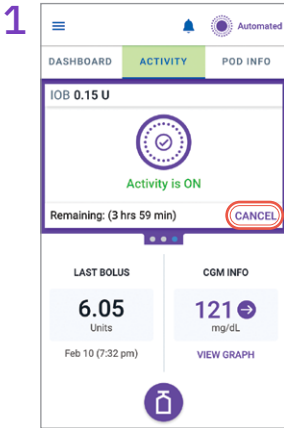 1
Automated
DASHBOARD ACTIVITY POD INFO
IOB 0.15 U
Activity is ON
Remaining: (3 hrs 59 min) CANCEL
LAST BOLUS CGM INFO
6.05 121
Units mg/dL
Feb 10 (7:32 pm) VIEW GRAPH